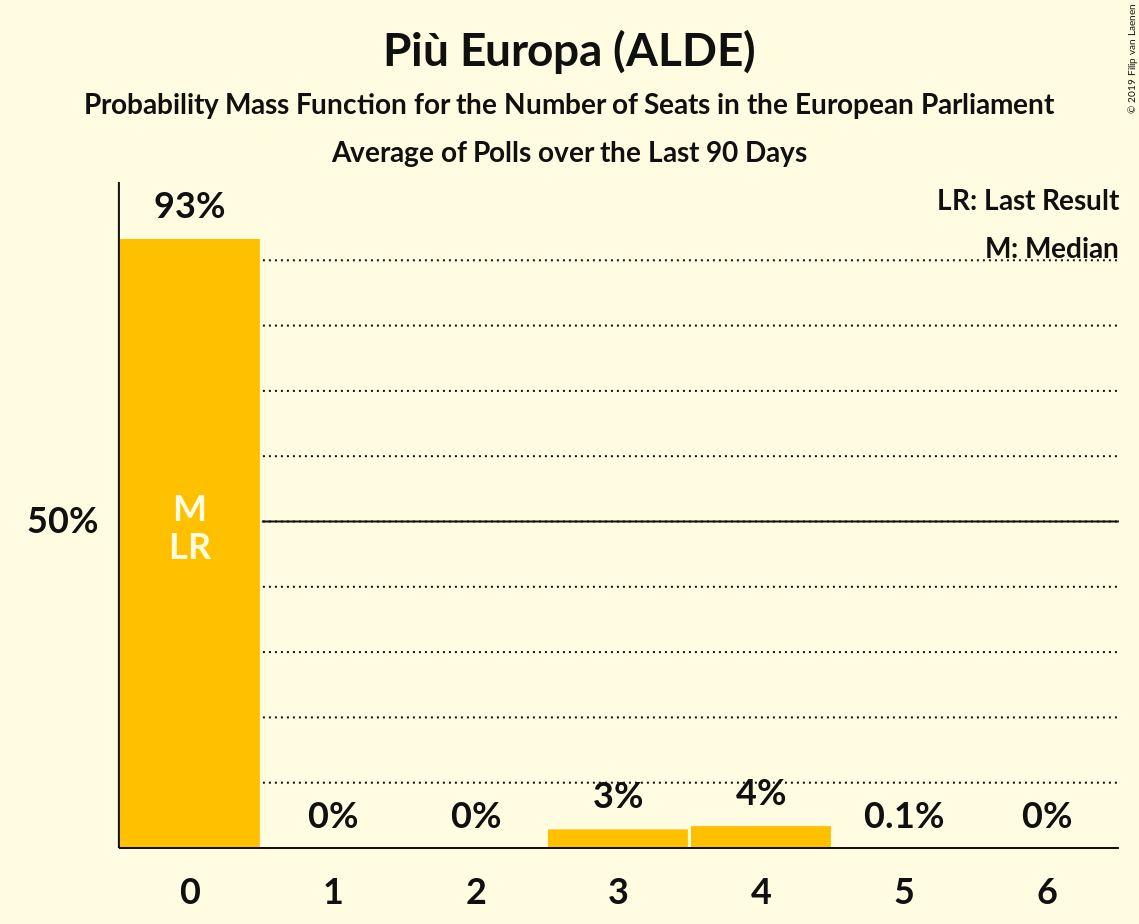 Più Europa (ALDE)
Probability Mass Function for the Number of Seats in the European Parliament
Average of Polls over the Last 90 Days
© 2019 Filip van Laenen
LR: Last Result
M: Median
93%
50%
M
LR
0%
0%
3%
4%
0.1%
0%
0
1
2
3
4
5
6